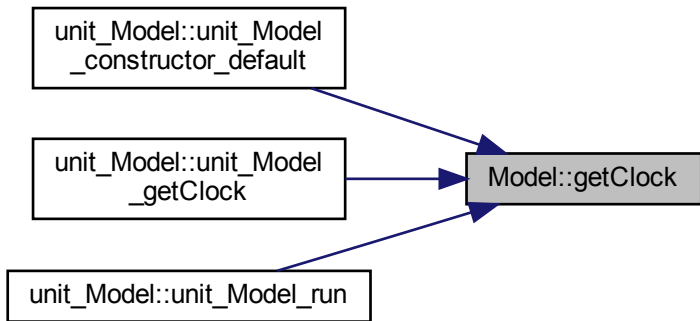 unit_Model::unit_Model
_constructor_default
unit_Model::unit_Model
_getClock
Model::getClock
unit_Model::unit_Model_run